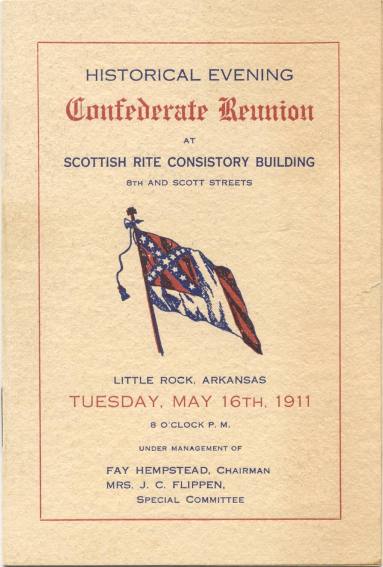 HISTORICAL EVENING
Confederate Reunion
AT
SCOTTISH RITE CONSISTORY BUILDING
8TH AND SCOTT STREETS
LITTLE ROCK, ARKANSAS
TUESDAY, MAY 16TH, 1911
8 O'CLOCK P. M.
UNDER MANAGEMENT OF
FAY HEMPSTEAD, CHAIRMAN
MRS. J. C. FLIPPEN,
SPECIAL COMMITTEE